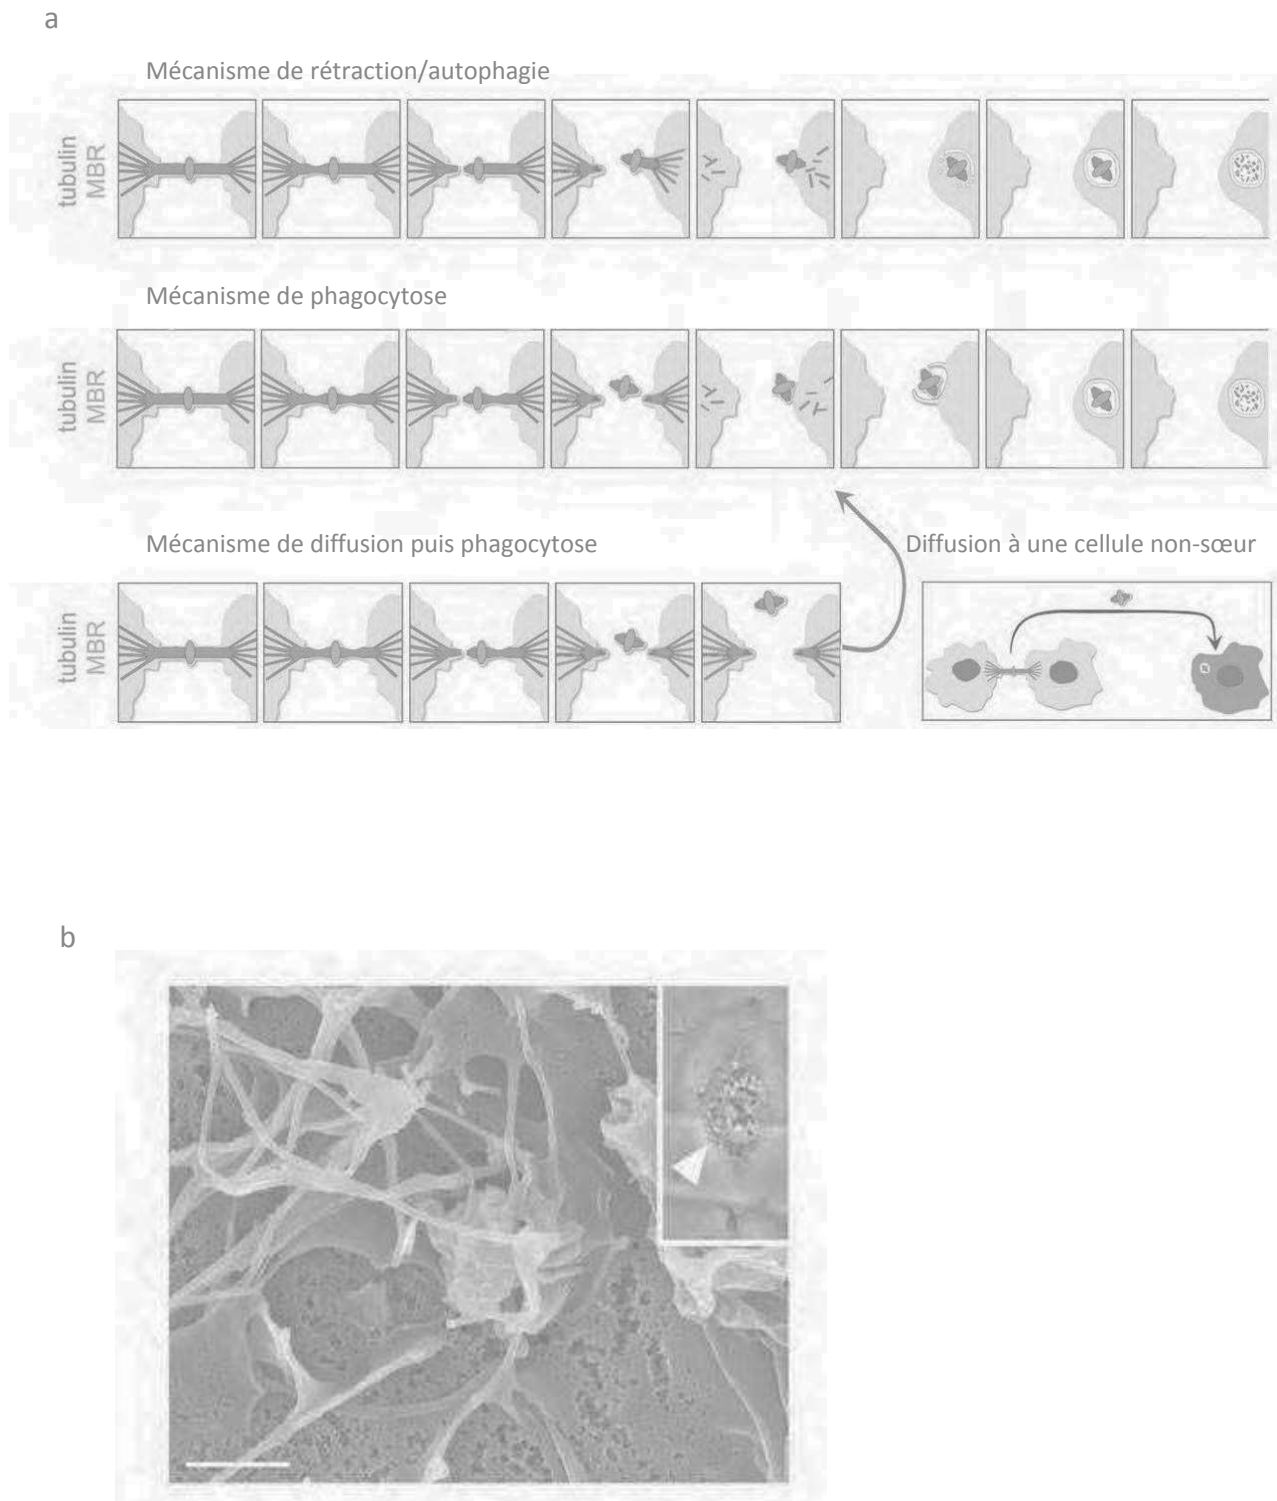 a
Mécanisme de rétraction/autophagie
tubulin
MBR
Mécanisme de phagocytose
tubulin
MBR
Mécanisme de diffusion puis phagocytose
Diffusion à une cellule non-sœur
tubulin
MBR
b